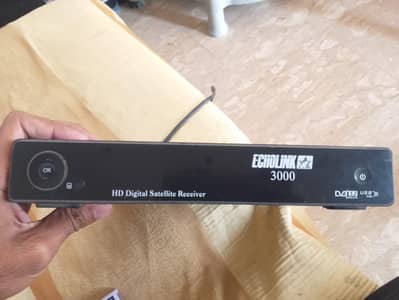 ECHOLINK
3000
OK
HD Digital Satellite Receiver